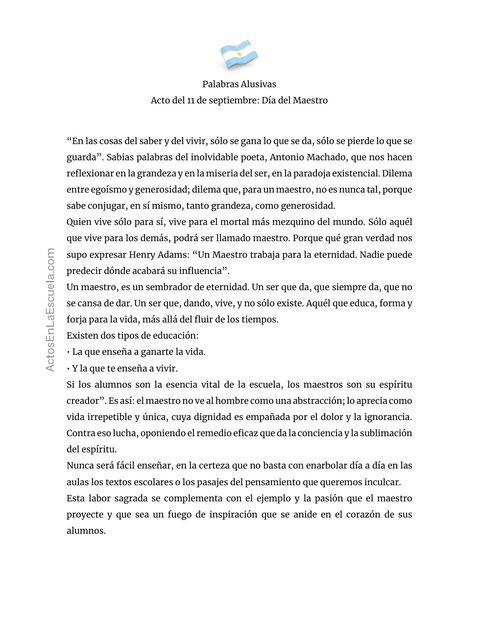 Palabras Alusivas
Acto del 11 de septiembre: Día del Maestro
“En las cosas del saber y del vivir, sólo se gana lo que se da, sólo se pierde lo que se
guarda”. Sabias palabras del inolvidable poeta, Antonio Machado, que nos hacen
reflexionar en la grandeza y en la miseria del ser, en la paradoja existencial. Dilema
entre egoísmo y generosidad; dilema que, para un maestro, no es nunca tal, porque
sabe conjugar, en sí mismo, tanto grandeza, como generosidad.
Quien vive sólo para sí, vive para el mortal más mezquino del mundo. Sólo aquél
que vive para los demás, podrá ser llamado maestro. Porque qué gran verdad nos
supo expresar Henry Adams: “Un Maestro trabaja para la eternidad. Nadie puede
predecir dónde acabará su influencia”.
Un maestro, es un sembrador de eternidad. Un ser que da, que siempre da, que no
se cansa de dar. Un ser que, dando, vive, y no sólo existe. Aquél que educa, forma y
forja para la vida, más allá del fluir de los tiempos.
Existen dos tipos de educación:
• La que enseña a ganarte la vida.
• Y la que te enseña a vivir.
Si los alumnos son la esencia vital de la escuela, los maestros son su espíritu
creador”. Es así: el maestro no ve al hombre como una abstracción; lo aprecia como
vida irrepetible y única, cuya dignidad es empañada por el dolor y la ignorancia.
Contra eso lucha, oponiendo el remedio eficaz que da la conciencia y la sublimación
del espíritu.
Nunca será fácil enseñar, en la certeza que no basta con enarbolar día a día en las
aulas los textos escolares o los pasajes del pensamiento que queremos inculcar.
Esta labor sagrada se complementa con el ejemplo y la pasión que el maestro
proyecte y que sea un fuego de inspiración que se anide en el corazón de sus
alumnos.
ActosEnLaEscuela.com